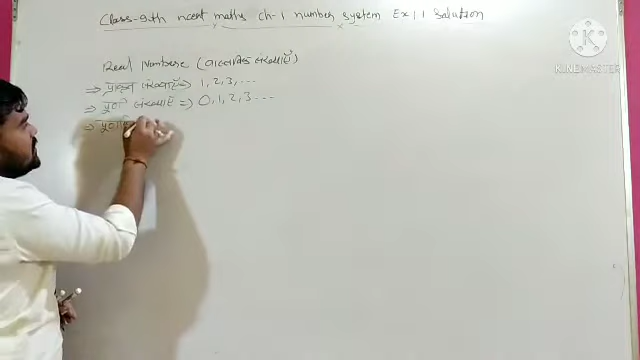 Class-9th ncert maths ch-1 number system Ex 1.1 Solution
Real Numbers (वास्तविक संख्याएँ)
⇒ प्राकृत संख्याएँ ⇒ 1, 2, 3, ...
⇒ पूर्ण संख्याएँ ⇒ 0, 1, 2, 3 ...
⇒
KINEMASTER